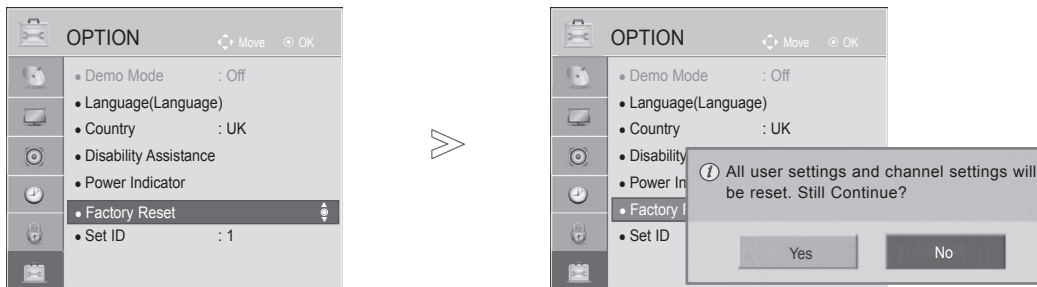 OPTION
Move OK
• Demo Mode : Off
• Language(Language)
• Country : UK
• Disability Assistance
• Power Indicator
• Factory Reset
• Set ID : 1
>
OPTION
Move OK
• Demo Mode : Off
• Language(Language)
• Country : UK
• Disability
• Power In
• Factory
• Set ID
All user settings and channel settings will
be reset. Still Continue?
Yes No